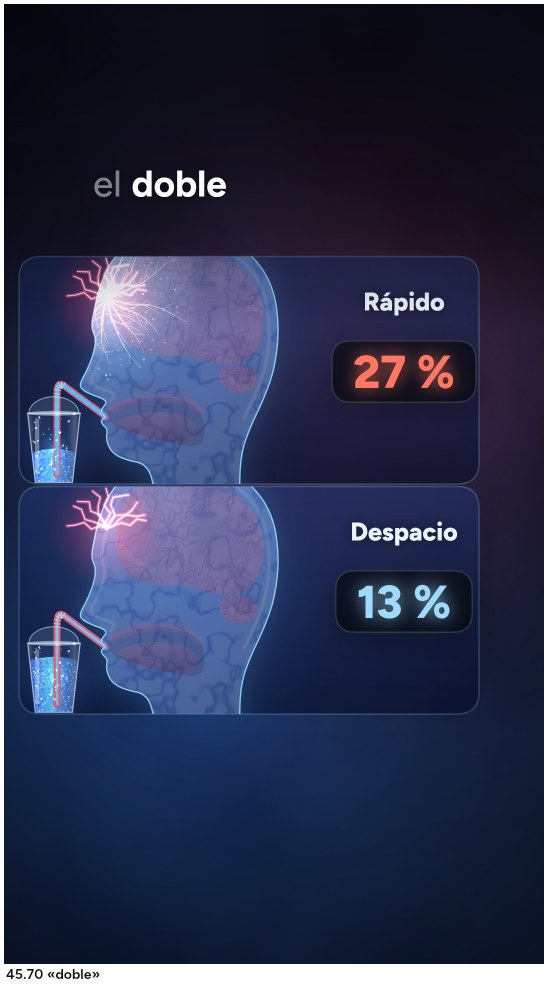 el doble
Rápido
27 %
Despacio
13 %
45.70 «doble»